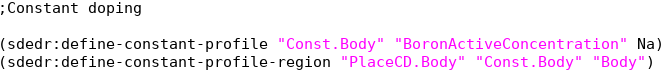 ;Constant doping
(sdedr:define-constant-profile "Const.Body" "BoronActiveConcentration" Na)
(sdedr:define-constant-profile-region "PlaceCD.Body" "Const.Body" "Body")